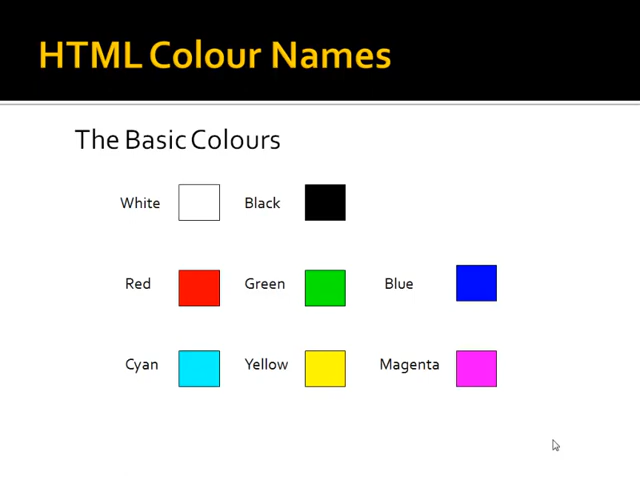 HTML Colour Names
The Basic Colours
White Black
Red Green Blue
Cyan Yellow Magenta